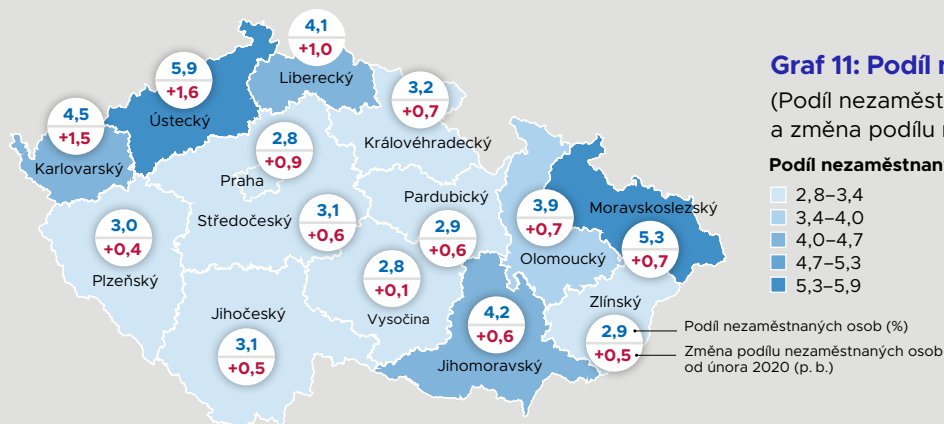 4,1
+1,0
Liberecký
5,9
+1,6
Ústecký
3,2
+0,7
Královéhradecký
4,5
+1,5
Karlovarský
2,8
+0,9
Praha
Středočeský
3,1
+0,6
Pardubický
2,9
+0,6
3,9
+0,7
Olomoucký
Moravskoslezský
5,3
+0,7
3,0
+0,4
Plzeňský
2,8
+0,1
Vysočina
Jihočeský
3,1
+0,5
4,2
+0,6
Jihomoravský
Zlínský
2,9
+0,5
Graf 11: Podíl
(Podíl nezaměst
a změna podílu
Podíl nezaměstnan
2,8–3,4
3,4–4,0
4,0–4,7
4,7–5,3
5,3–5,9
Podíl nezaměstnaných osob (%)
Změna podílu nezaměstnaných osob
od února 2020 (p. b.)